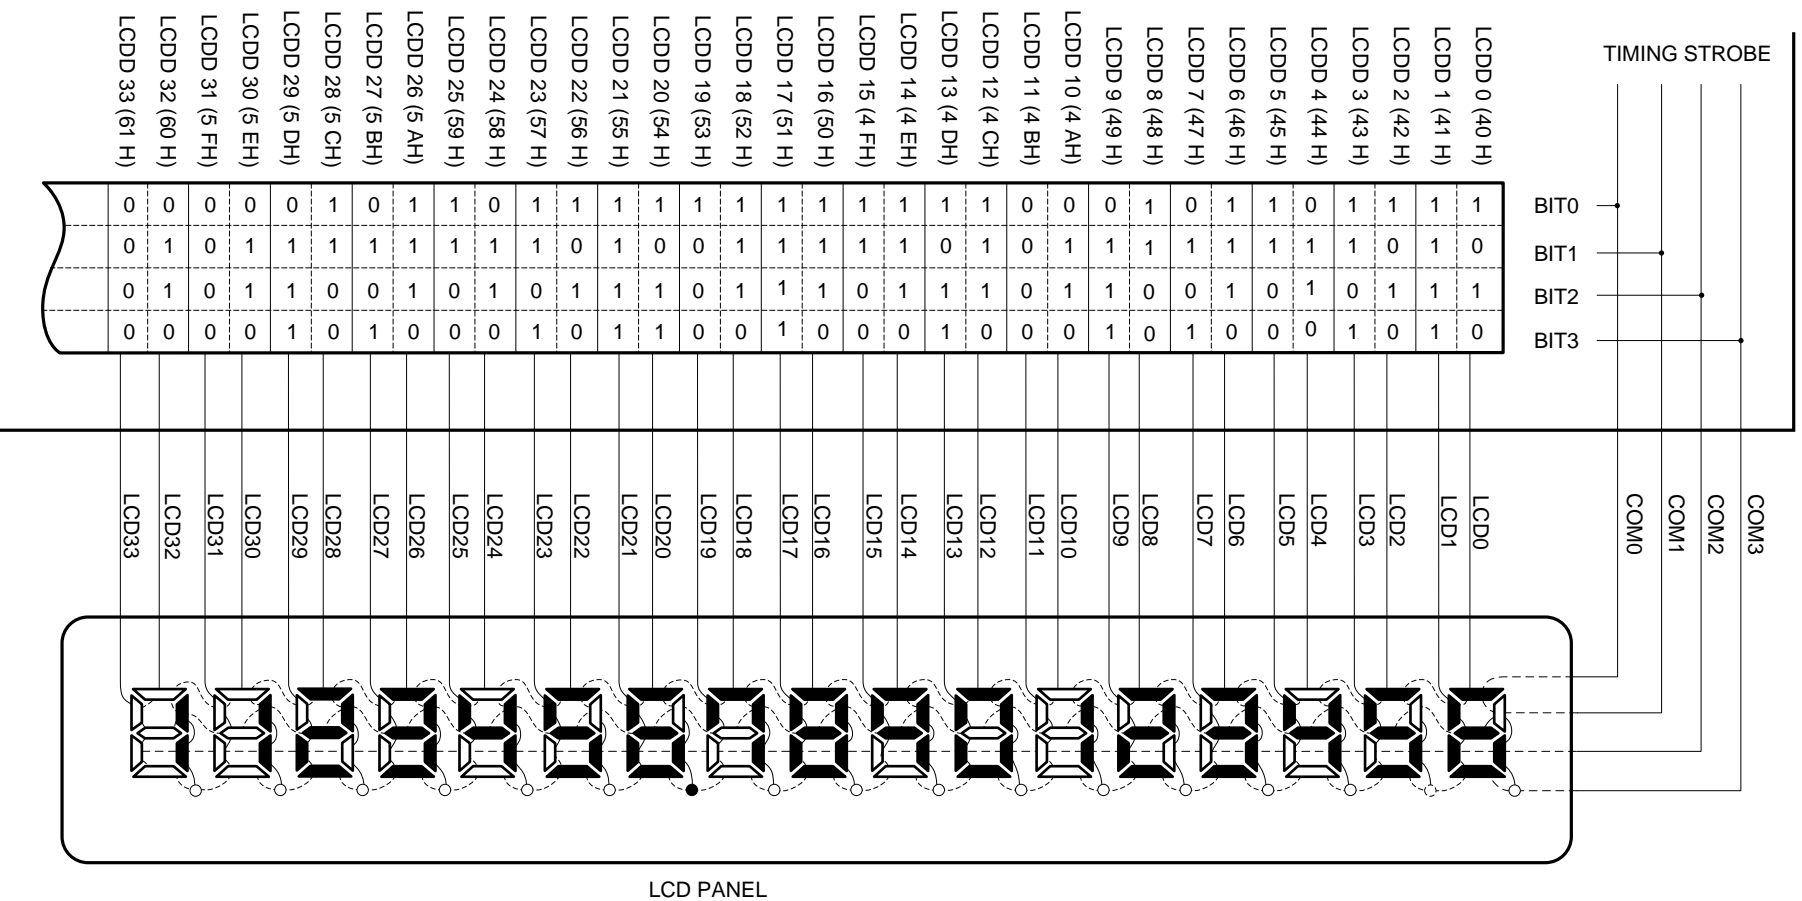 LCDD 33 (61 H)
LCDD 32 (60 H)
LCDD 31 (5 FH)
LCDD 30 (5 EH)
LCDD 29 (5 DH)
LCDD 28 (5 CH)
LCDD 27 (5 BH)
LCDD 26 (5 AH)
LCDD 25 (59 H)
LCDD 24 (58 H)
LCDD 23 (57 H)
LCDD 22 (56 H)
LCDD 21 (55 H)
LCDD 20 (54 H)
LCDD 19 (53 H)
LCDD 18 (52 H)
LCDD 17 (51 H)
LCDD 16 (50 H)
LCDD 15 (4 FH)
LCDD 14 (4 EH)
LCDD 13 (4 DH)
LCDD 12 (4 CH)
LCDD 11 (4 BH)
LCDD 10 (4 AH)
LCDD 9 (49 H)
LCDD 8 (48 H)
LCDD 7 (47 H)
LCDD 6 (46 H)
LCDD 5 (45 H)
LCDD 4 (44 H)
LCDD 3 (43 H)
LCDD 2 (42 H)
LCDD 1 (41 H)
LCDD 0 (40 H)
TIMING STROBE
0 0 0 0 0 1 0 1 1 0 1 1 1 1 1 1 1 1 1 1 1 1 0 0 0 1 0 1 1 0 1 1 1 1 BIT0
0 1 0 1 1 1 1 1 1 1 1 0 1 0 0 1 1 1 1 1 0 1 0 1 1 1 1 1 1 1 1 0 1 0 BIT1
0 1 0 1 1 0 0 1 0 1 0 1 1 1 0 1 1 1 0 1 1 1 0 1 1 0 0 1 0 1 0 1 1 1 BIT2
0 0 0 0 1 0 1 0 0 0 1 0 1 1 0 0 1 0 0 0 1 0 0 0 1 0 1 0 0 0 1 0 1 0 BIT3
LCD33
LCD32
LCD31
LCD30
LCD29
LCD28
LCD27
LCD26
LCD25
LCD24
LCD23
LCD22
LCD21
LCD20
LCD19
LCD18
LCD17
LCD16
LCD15
LCD14
LCD13
LCD12
LCD11
LCD10
LCD9
LCD8
LCD7
LCD6
LCD5
LCD4
LCD3
LCD2
LCD1
LCD0
COM0
COM1
COM2
COM3
LCD PANEL